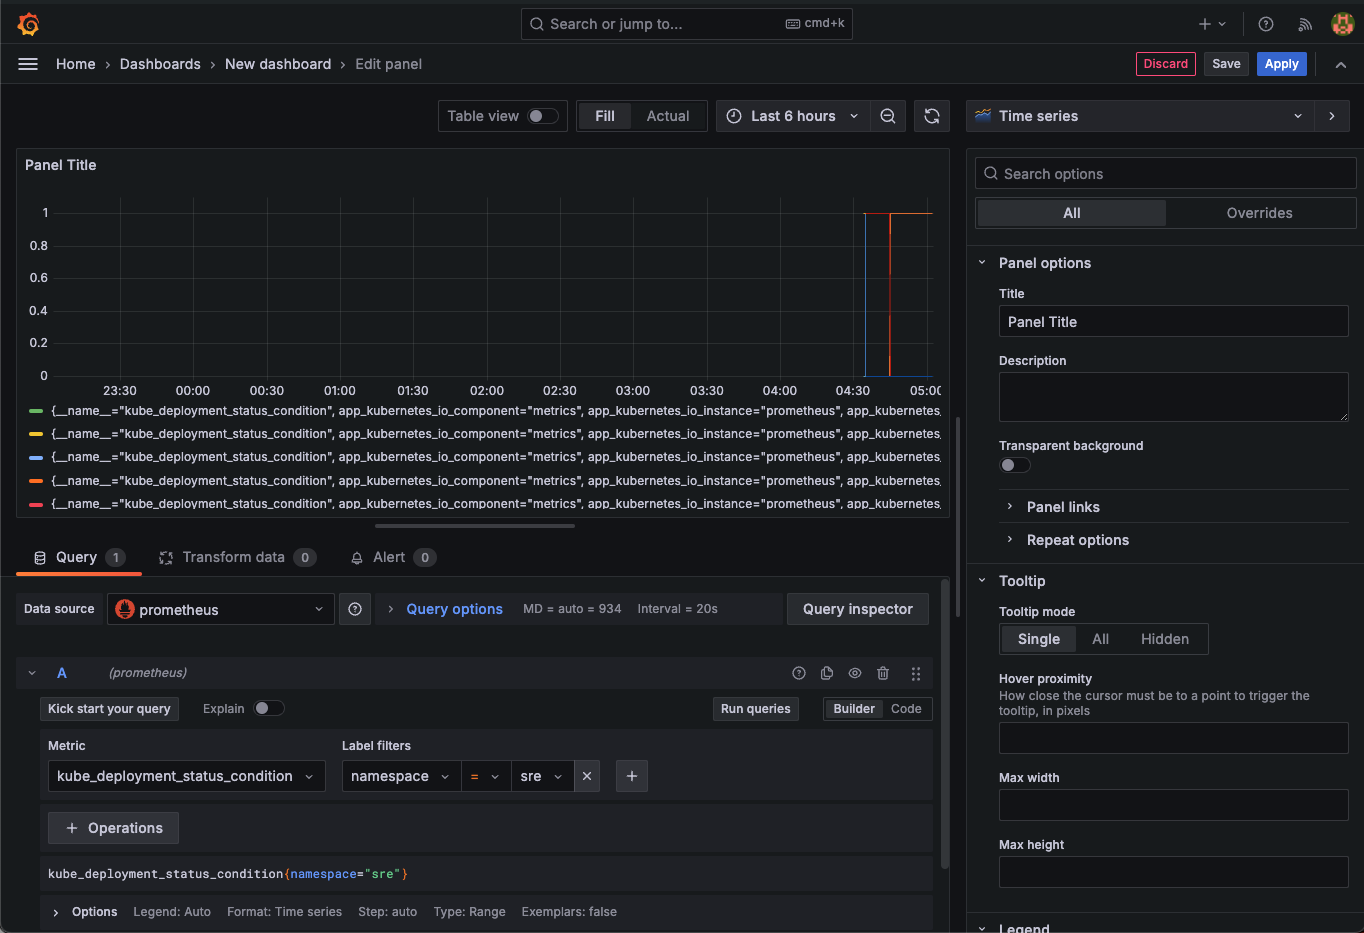 Search or jump to...
cmd+k
Home › Dashboards › New dashboard › Edit panel
Discard
Save
Apply
Table view
Fill
Actual
Last 6 hours
Time series
Panel Title
1
0.8
0.6
0.4
0.2
0
23:30 00:00 00:30 01:00 01:30 02:00 02:30 03:00 03:30 04:00 04:30 05:00
{__name__="kube_deployment_status_condition", app_kubernetes_io_component="metrics", app_kubernetes_io_instance="prometheus", app_kubernetes_
{__name__="kube_deployment_status_condition", app_kubernetes_io_component="metrics", app_kubernetes_io_instance="prometheus", app_kubernetes_
{__name__="kube_deployment_status_condition", app_kubernetes_io_component="metrics", app_kubernetes_io_instance="prometheus", app_kubernetes_
{__name__="kube_deployment_status_condition", app_kubernetes_io_component="metrics", app_kubernetes_io_instance="prometheus", app_kubernetes_
{__name__="kube_deployment_status_condition", app_kubernetes_io_component="metrics", app_kubernetes_io_instance="prometheus", app_kubernetes_
Query 1
Transform data 0
Alert 0
Data source
prometheus
Query options MD = auto = 934 Interval = 20s
Query inspector
A (prometheus)
Kick start your query
Explain
Run queries
Builder
Code
Metric
Label filters
kube_deployment_status_condition
namespace
=
sre
+ Operations
kube_deployment_status_condition{namespace="sre"}
Options Legend: Auto Format: Time series Step: auto Type: Range Exemplars: false
Search options
All
Overrides
Panel options
Title
Panel Title
Description
Transparent background
Panel links
Repeat options
Tooltip
Tooltip mode
Single
All
Hidden
Hover proximity
How close the cursor must be to a point to trigger the
tooltip, in pixels
Max width
Max height
Legend